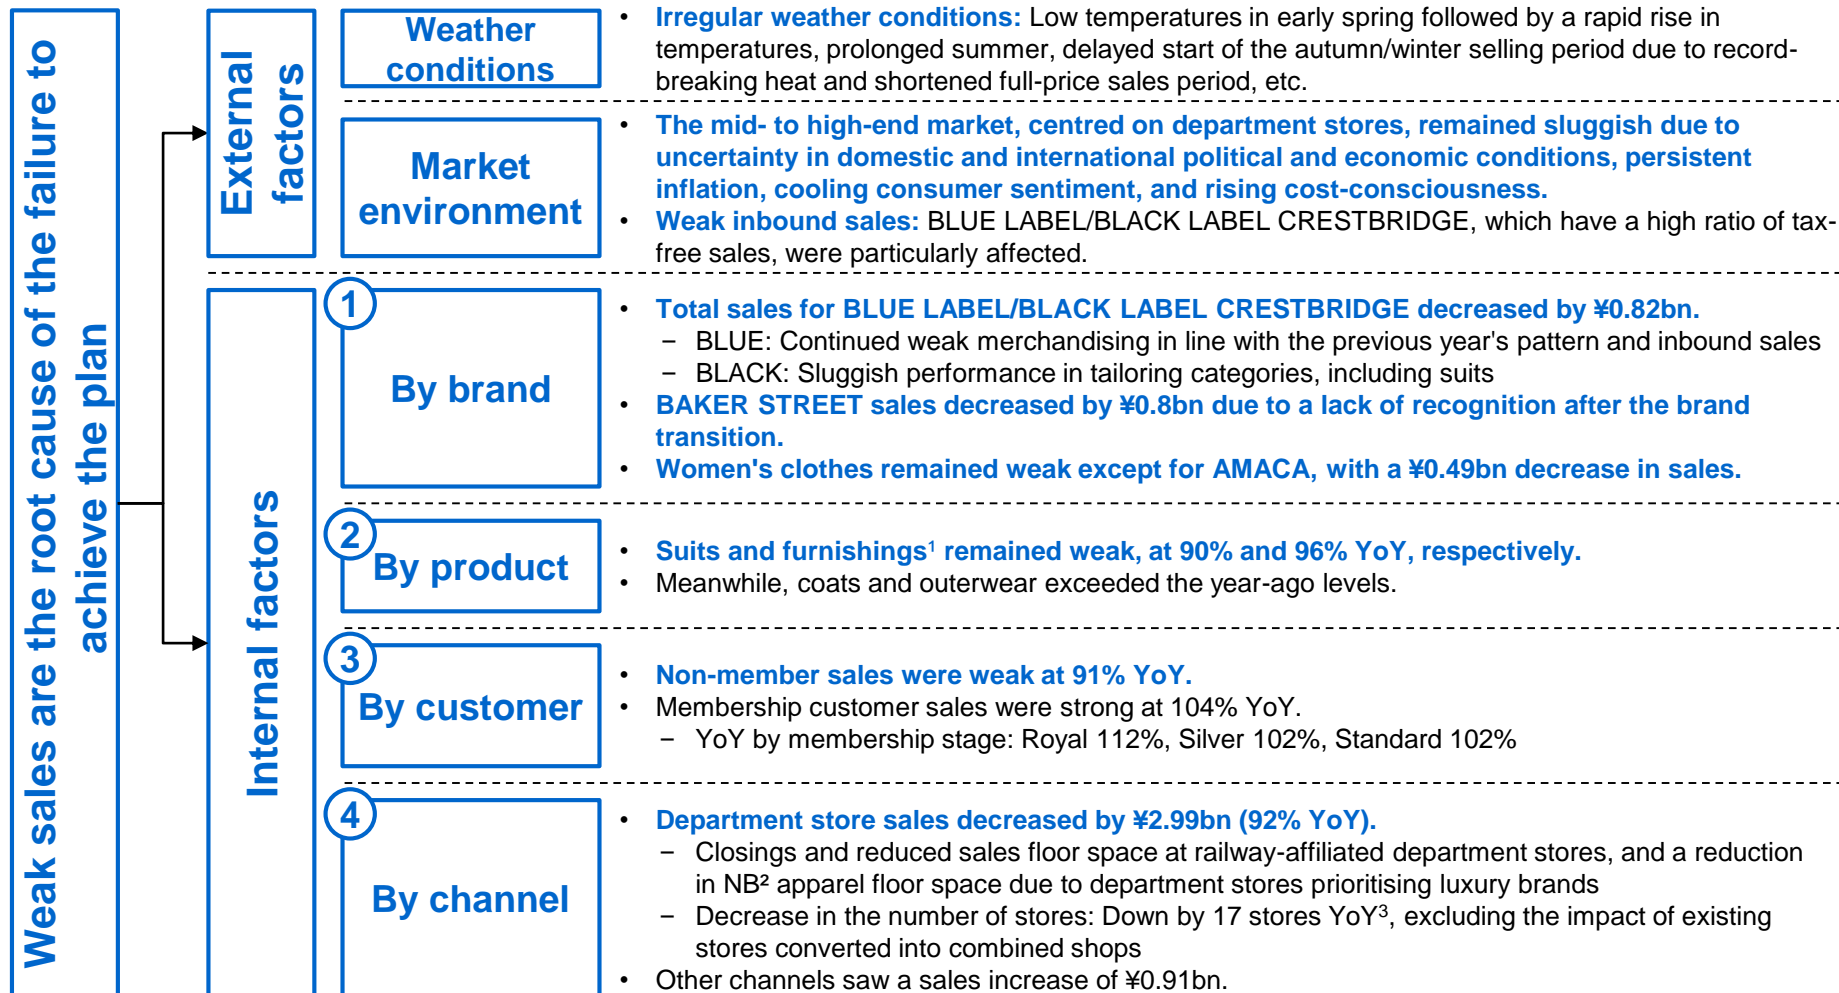 Weak sales are the root cause of the failure to
achieve the plan
External
factors
Weather
conditions
• Irregular weather conditions: Low temperatures in early spring followed by a rapid rise in
temperatures, prolonged summer, delayed start of the autumn/winter selling period due to record-
breaking heat and shortened full-price sales period, etc.
Market
environment
• The mid- to high-end market, centred on department stores, remained sluggish due to
uncertainty in domestic and international political and economic conditions, persistent
inflation, cooling consumer sentiment, and rising cost-consciousness.
• Weak inbound sales: BLUE LABEL/BLACK LABEL CRESTBRIDGE, which have a high ratio of tax-
free sales, were particularly affected.
Internal factors
1
By brand
• Total sales for BLUE LABEL/BLACK LABEL CRESTBRIDGE decreased by ¥0.82bn.
− BLUE: Continued weak merchandising in line with the previous year's pattern and inbound sales
− BLACK: Sluggish performance in tailoring categories, including suits
• BAKER STREET sales decreased by ¥0.8bn due to a lack of recognition after the brand
transition.
• Women's clothes remained weak except for AMACA, with a ¥0.49bn decrease in sales.
2
By product
• Suits and furnishings¹ remained weak, at 90% and 96% YoY, respectively.
• Meanwhile, coats and outerwear exceeded the year-ago levels.
3
By customer
• Non-member sales were weak at 91% YoY.
• Membership customer sales were strong at 104% YoY.
− YoY by membership stage: Royal 112%, Silver 102%, Standard 102%
4
By channel
• Department store sales decreased by ¥2.99bn (92% YoY).
− Closings and reduced sales floor space at railway-affiliated department stores, and a reduction
in NB² apparel floor space due to department stores prioritising luxury brands
− Decrease in the number of stores: Down by 17 stores YoY³, excluding the impact of existing
stores converted into combined shops
• Other channels saw a sales increase of ¥0.91bn.